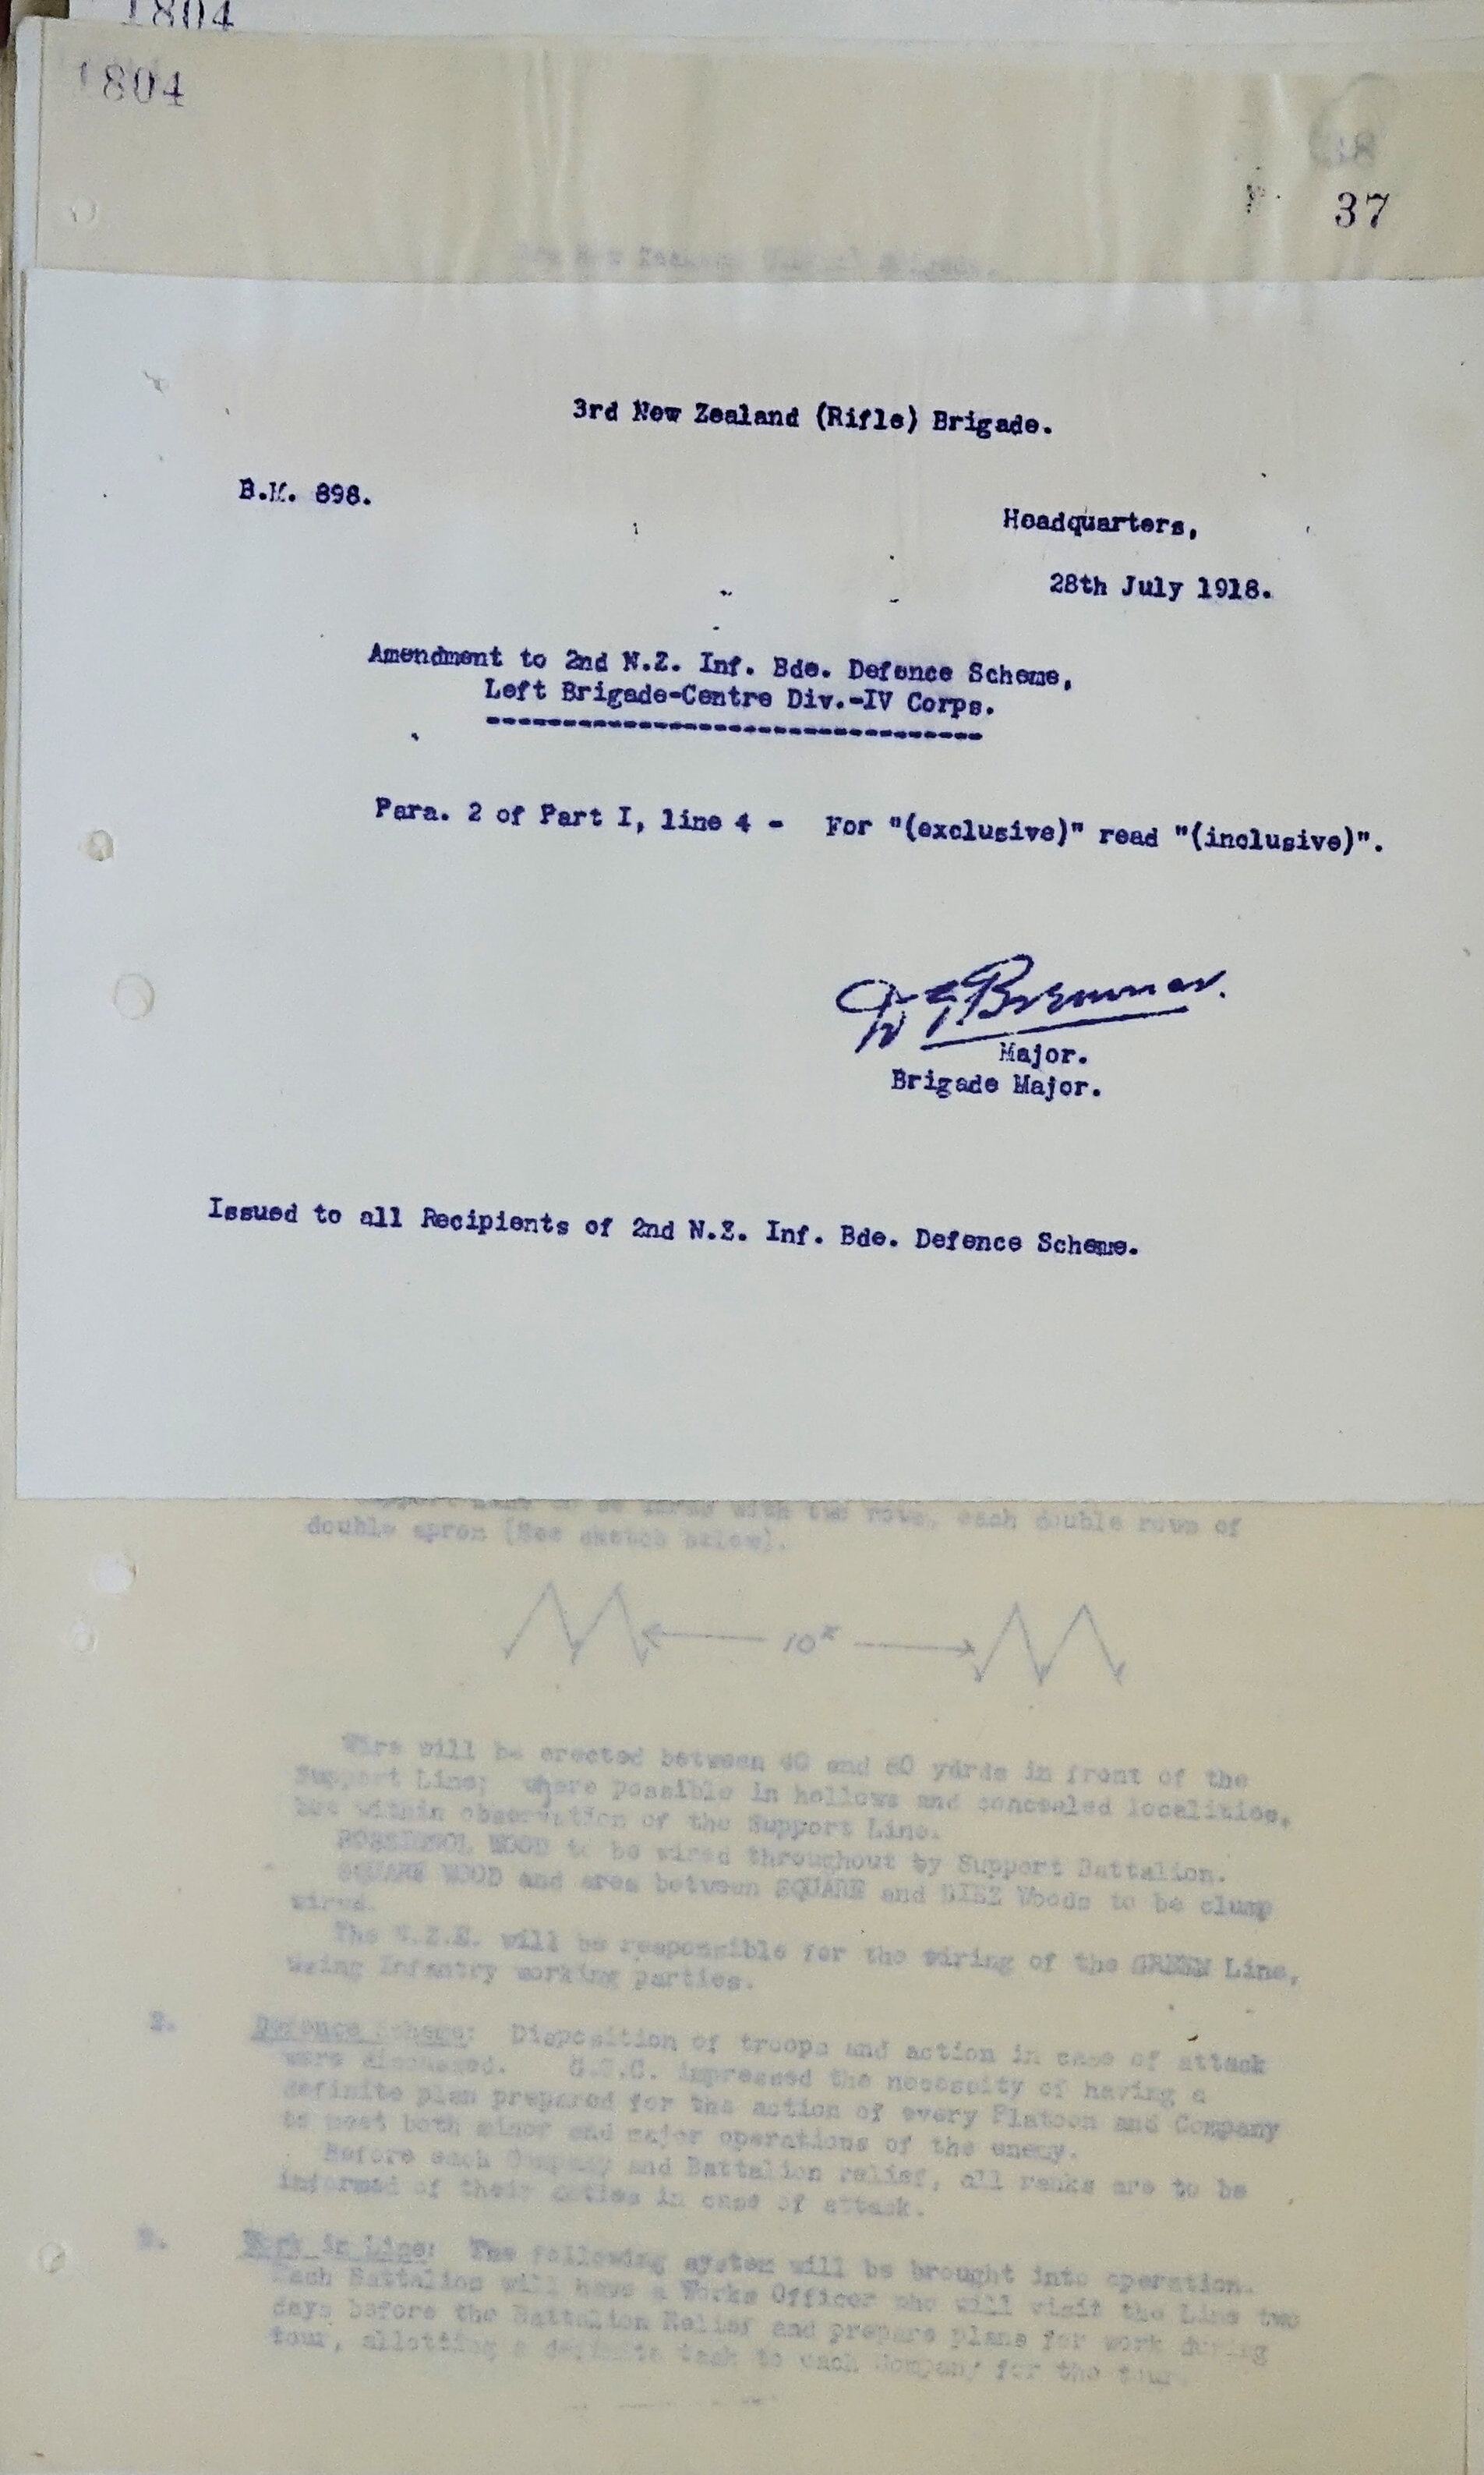 1804
1804
37
3rd New Zealand (Rifle) Brigade.
B.M. 898.
Headquarters,
28th July 1918.
Amendment to 2nd N.Z. Inf. Bde. Defence Scheme,
Left Brigade-Centre Div.-IV Corps.
Para. 2 of Part I, line 4 - For "(exclusive)" read "(inclusive)".
Major.
Brigade Major.
Issued to all Recipients of 2nd N.Z. Inf. Bde. Defence Scheme.
with two rows, each double rows of
double apron (See sketch below).
10x
Wire will be erected between 40 and 60 yards in front of the
Support Line; where possible in hollows and concealed localities,
but within observation of the Support Line.
ROSSIGNOL WOOD to be wired throughout by Support Battalion.
SQUARE WOOD and area between SQUARE and BIEZ Woods to be clump
wired.
The N.Z.E. will be responsible for the wiring of the GREEN Line,
using Infantry working parties.
2. Defence Scheme: Disposition of troops and action in case of attack
were discussed. G.O.C. impressed the necessity of having a
definite plan prepared for the action of every Platoon and Company
to meet both minor and major operations of the enemy.
Before each Company and Battalion relief, all ranks are to be
informed of their duties in case of attack.
Work in Line: The following system will be brought into operation.
Each Battalion will have a Works Officer who will visit the Line two
days before the Battalion Relief and prepare plans for work during
tour, allotting a definite task to each Company for the tour.